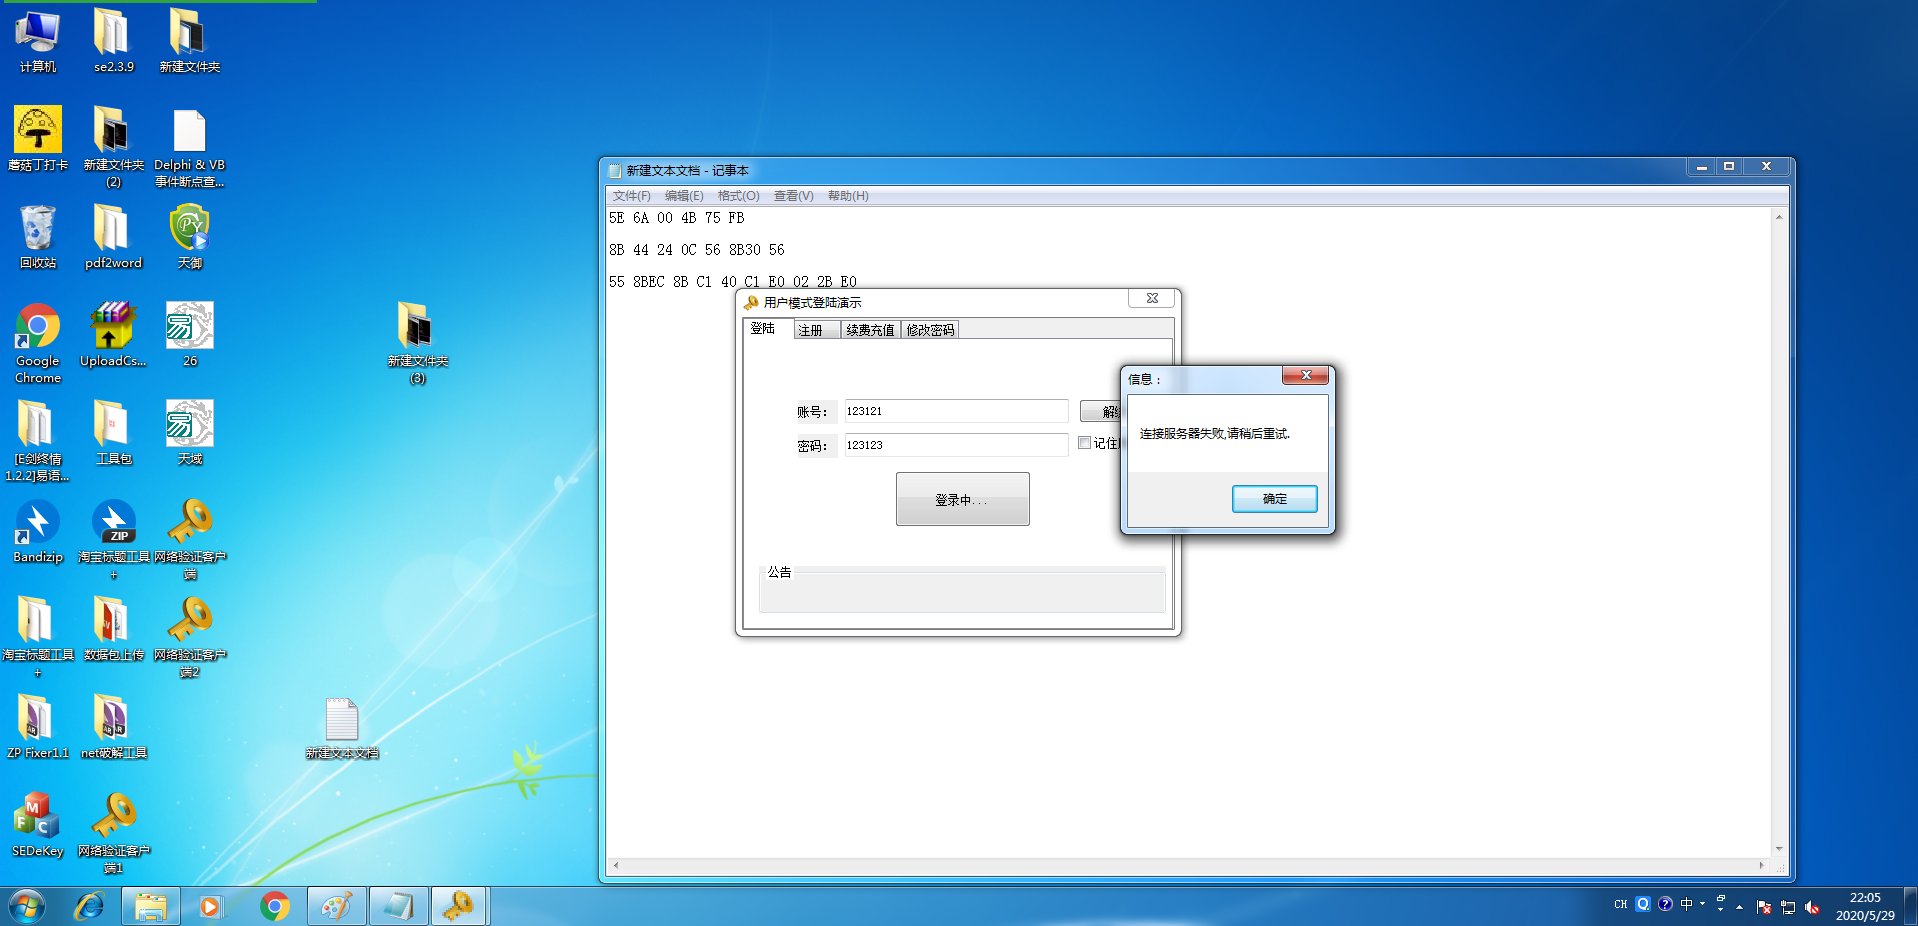 计算机
se2.3.9
新建文件夹
蘑菇丁打卡
新建文件夹
(2)
Delphi & VB
事件断点查...
回收站
pdf2word
天御
Google
Chrome
UploadCs...
26
新建文件夹
(3)
[E剑终情
1.2.2]易语...
工具包
天域
Bandizip
ZIP
淘宝标题工具
+
网络验证客户
端
淘宝标题工具
+
数据包上传
网络验证客户
端2
ZP Fixer1.1
net破解工具
新建文本文档
SEDeKey
网络验证客户
端1
新建文本文档 - 记事本
文件(F) 编辑(E) 格式(O) 查看(V) 帮助(H)
5E 6A 00 4B 75 FB
8B 44 24 0C 56 8B30 56
55 8BEC 8B C1 40 C1 E0 02 2B E0
用户模式登陆演示
登陆 注册 续费充值 修改密码
账号: 123121
密码: 123123 记住
登录中...
公告
信息:
连接服务器失败,请稍后重试.
确定
CH 中
22:05
2020/5/29